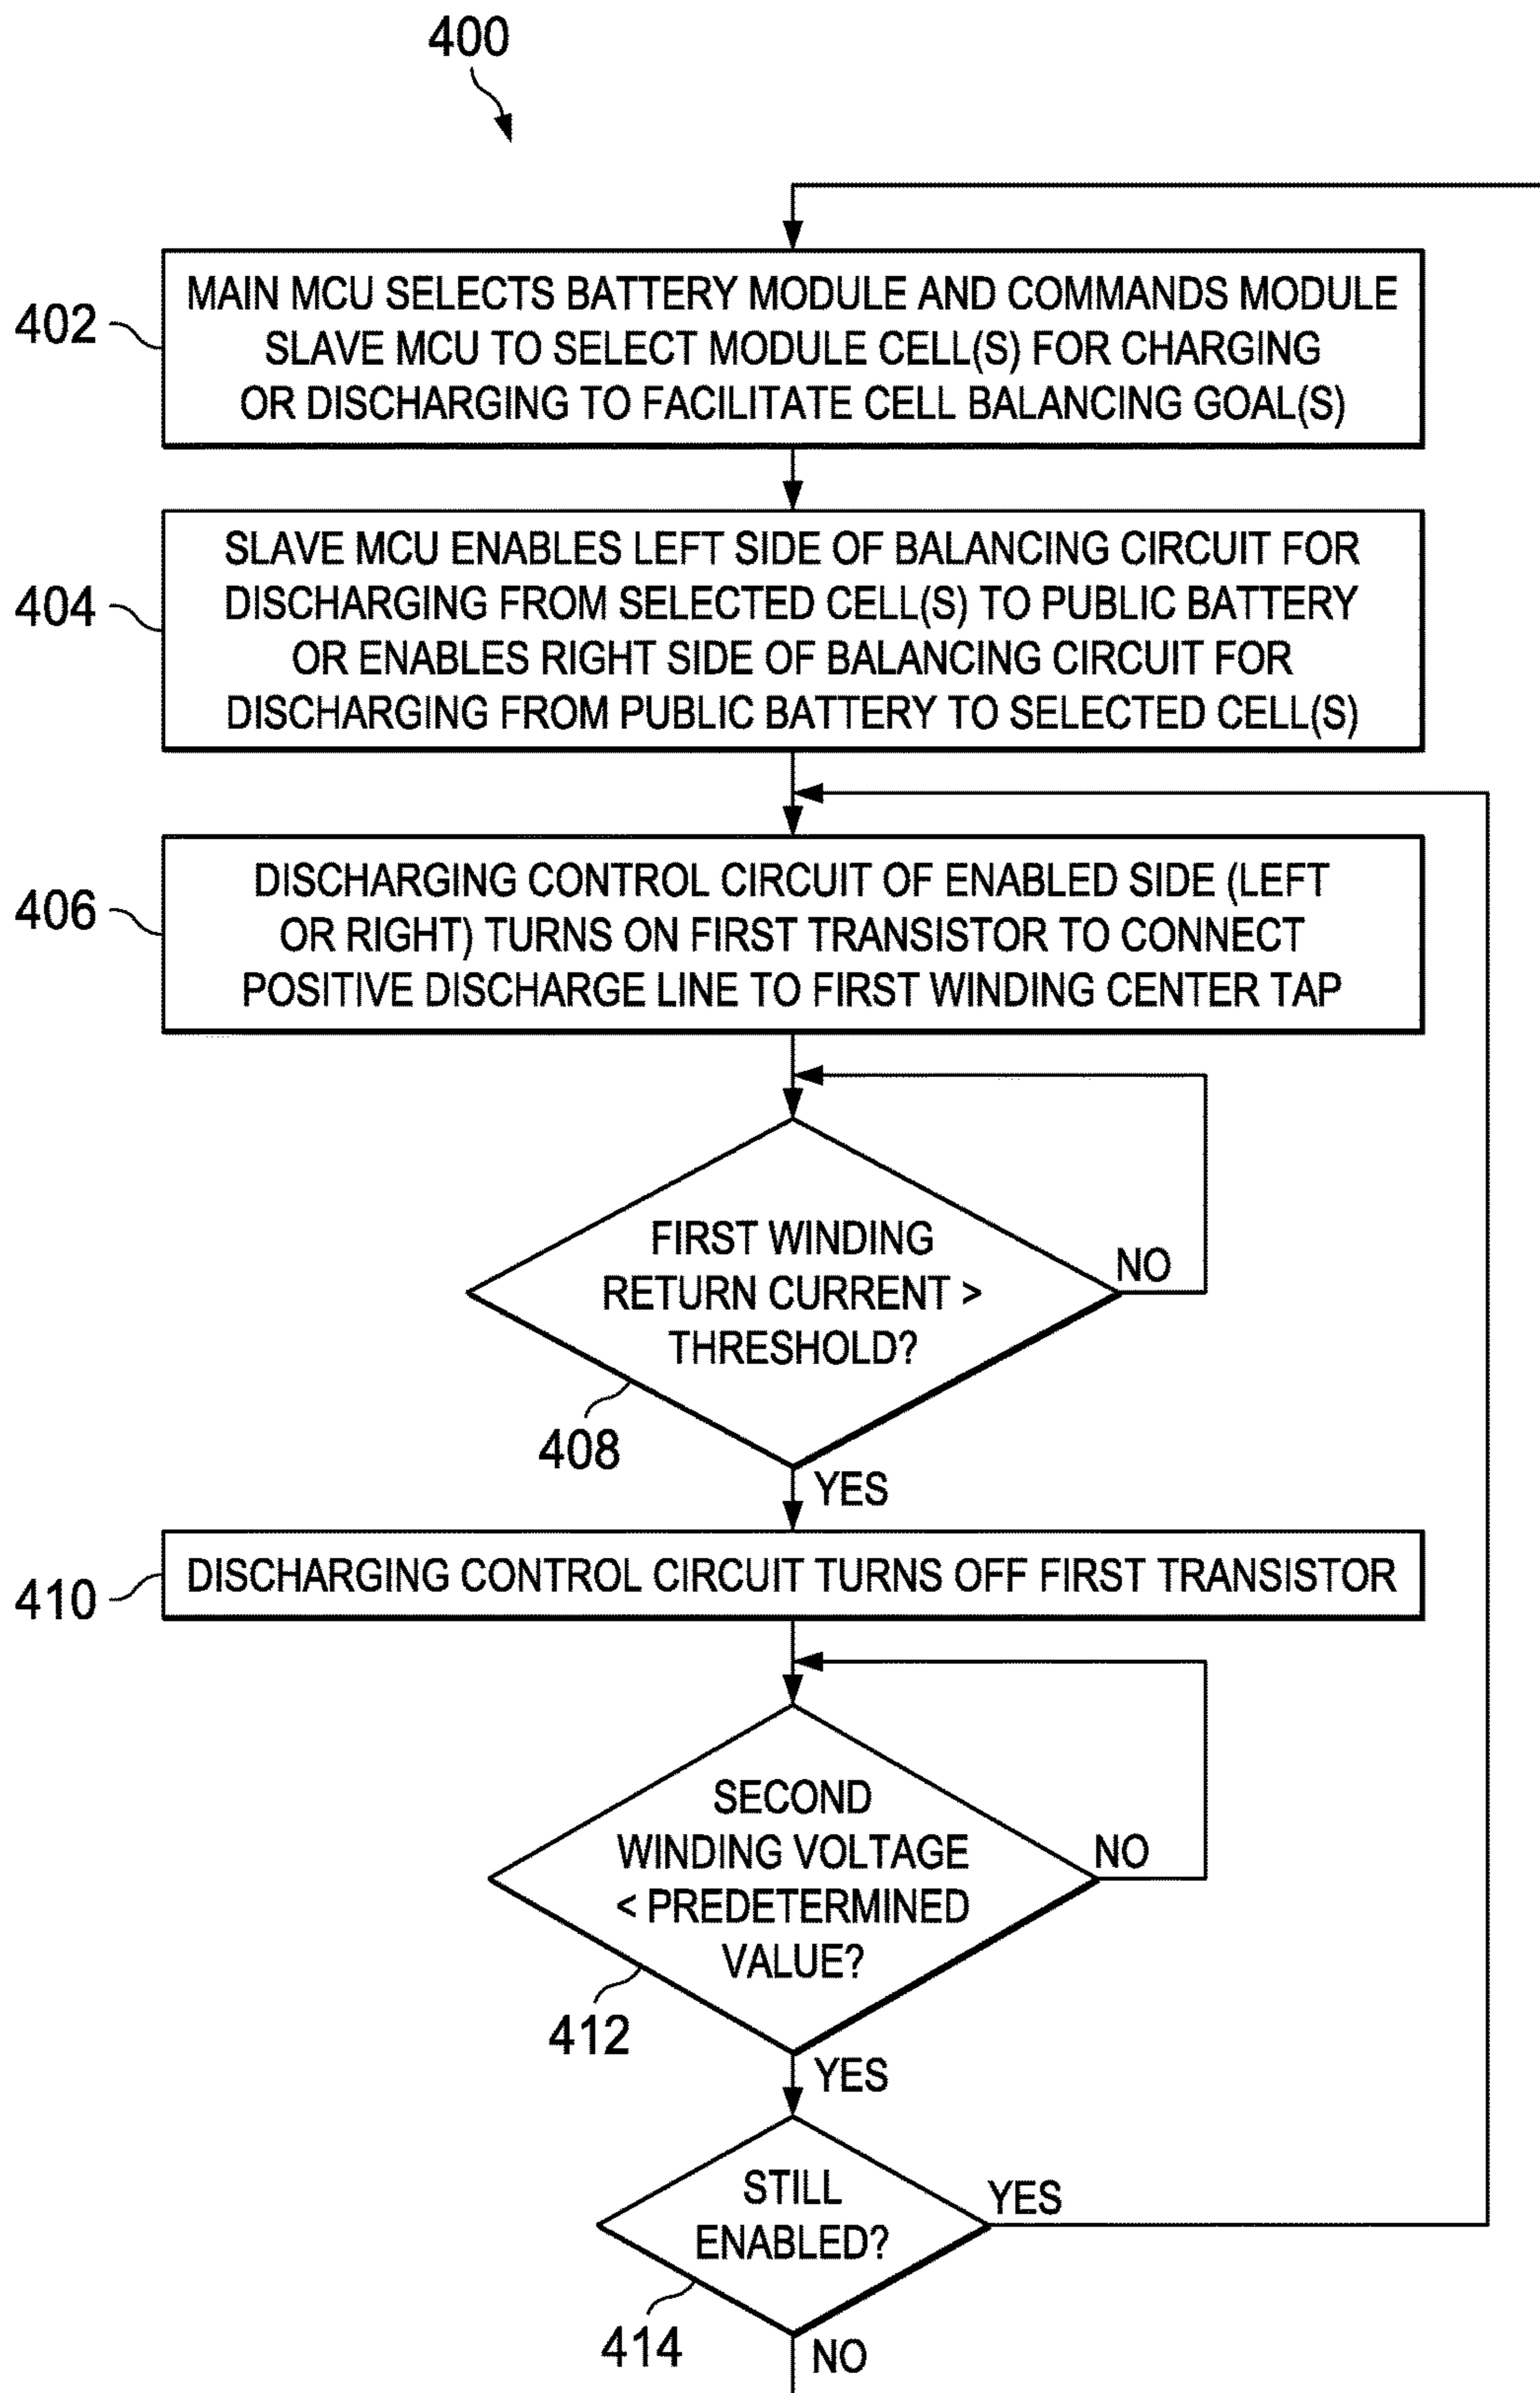 400
402
MAIN MCU SELECTS BATTERY MODULE AND COMMANDS MODULE
SLAVE MCU TO SELECT MODULE CELL(S) FOR CHARGING
OR DISCHARGING TO FACILITATE CELL BALANCING GOAL(S)
404
SLAVE MCU ENABLES LEFT SIDE OF BALANCING CIRCUIT FOR
DISCHARGING FROM SELECTED CELL(S) TO PUBLIC BATTERY
OR ENABLES RIGHT SIDE OF BALANCING CIRCUIT FOR
DISCHARGING FROM PUBLIC BATTERY TO SELECTED CELL(S)
406
DISCHARGING CONTROL CIRCUIT OF ENABLED SIDE (LEFT
OR RIGHT) TURNS ON FIRST TRANSISTOR TO CONNECT
POSITIVE DISCHARGE LINE TO FIRST WINDING CENTER TAP
FIRST WINDING
RETURN CURRENT >
THRESHOLD?
NO
408
YES
410
DISCHARGING CONTROL CIRCUIT TURNS OFF FIRST TRANSISTOR
SECOND
WINDING VOLTAGE
< PREDETERMINED
VALUE?
NO
412
YES
STILL
ENABLED?
YES
414
NO